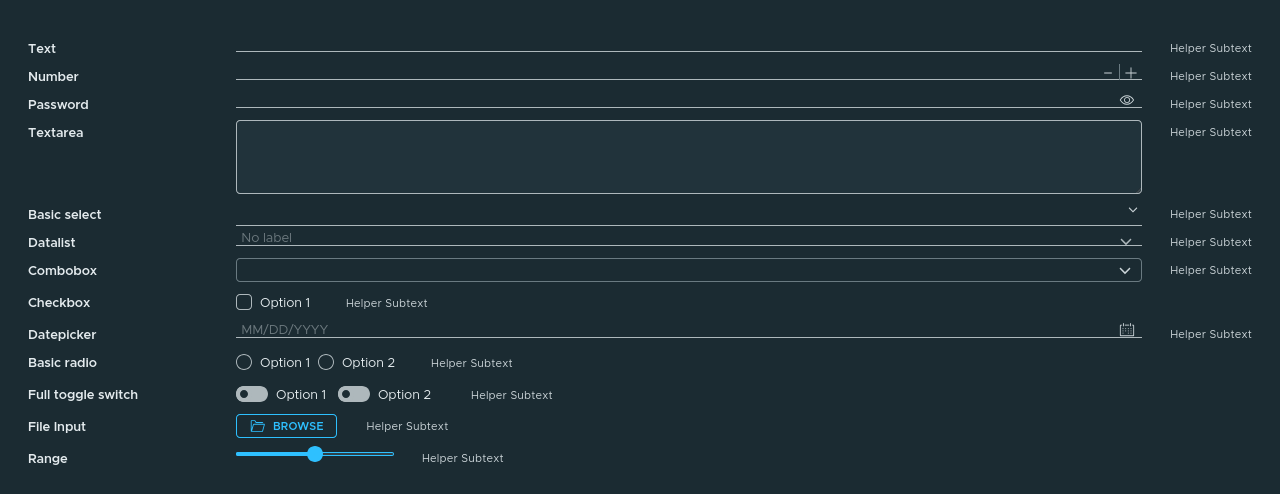 Text Helper Subtext
Number Helper Subtext
Password Helper Subtext
Textarea Helper Subtext
Basic select Helper Subtext
Datalist No label Helper Subtext
Combobox Helper Subtext
Checkbox Option 1 Helper Subtext
Datepicker MM/DD/YYYY Helper Subtext
Basic radio Option 1 Option 2 Helper Subtext
Full toggle switch Option 1 Option 2 Helper Subtext
File Input BROWSE Helper Subtext
Range Helper Subtext